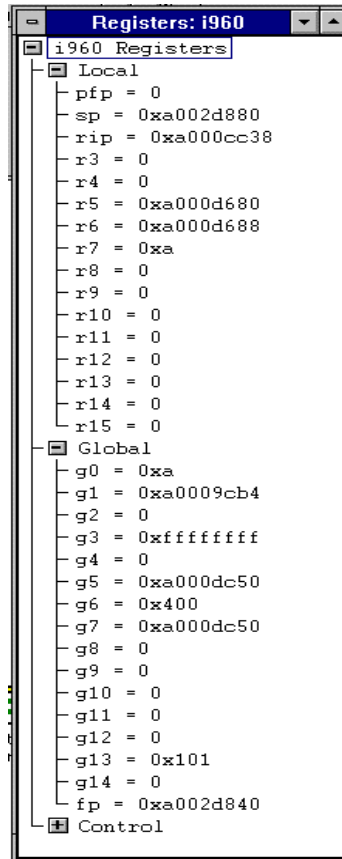 Registers: i960
i960 Registers
Local
pfp = 0
sp = 0xa002d880
rip = 0xa000cc38
r3 = 0
r4 = 0
r5 = 0xa000d680
r6 = 0xa000d688
r7 = 0xa
r8 = 0
r9 = 0
r10 = 0
r11 = 0
r12 = 0
r13 = 0
r14 = 0
r15 = 0
Global
g0 = 0xa
g1 = 0xa0009cb4
g2 = 0
g3 = 0xffffffff
g4 = 0
g5 = 0xa000dc50
g6 = 0x400
g7 = 0xa000dc50
g8 = 0
g9 = 0
g10 = 0
g11 = 0
g12 = 0
g13 = 0x101
g14 = 0
fp = 0xa002d840
Control